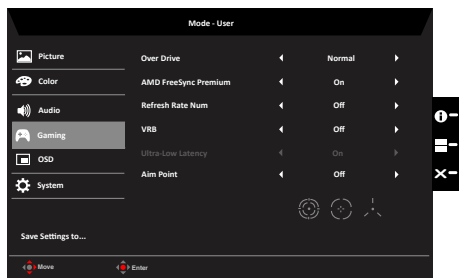 Mode - User
Picture
Color
Audio
Gaming
OSD
System
Save Settings to...
Over Drive Normal
AMD FreeSync Premium On
Refresh Rate Num Off
VRB Off
Ultra-Low Latency On
Aim Point Off
Move Enter